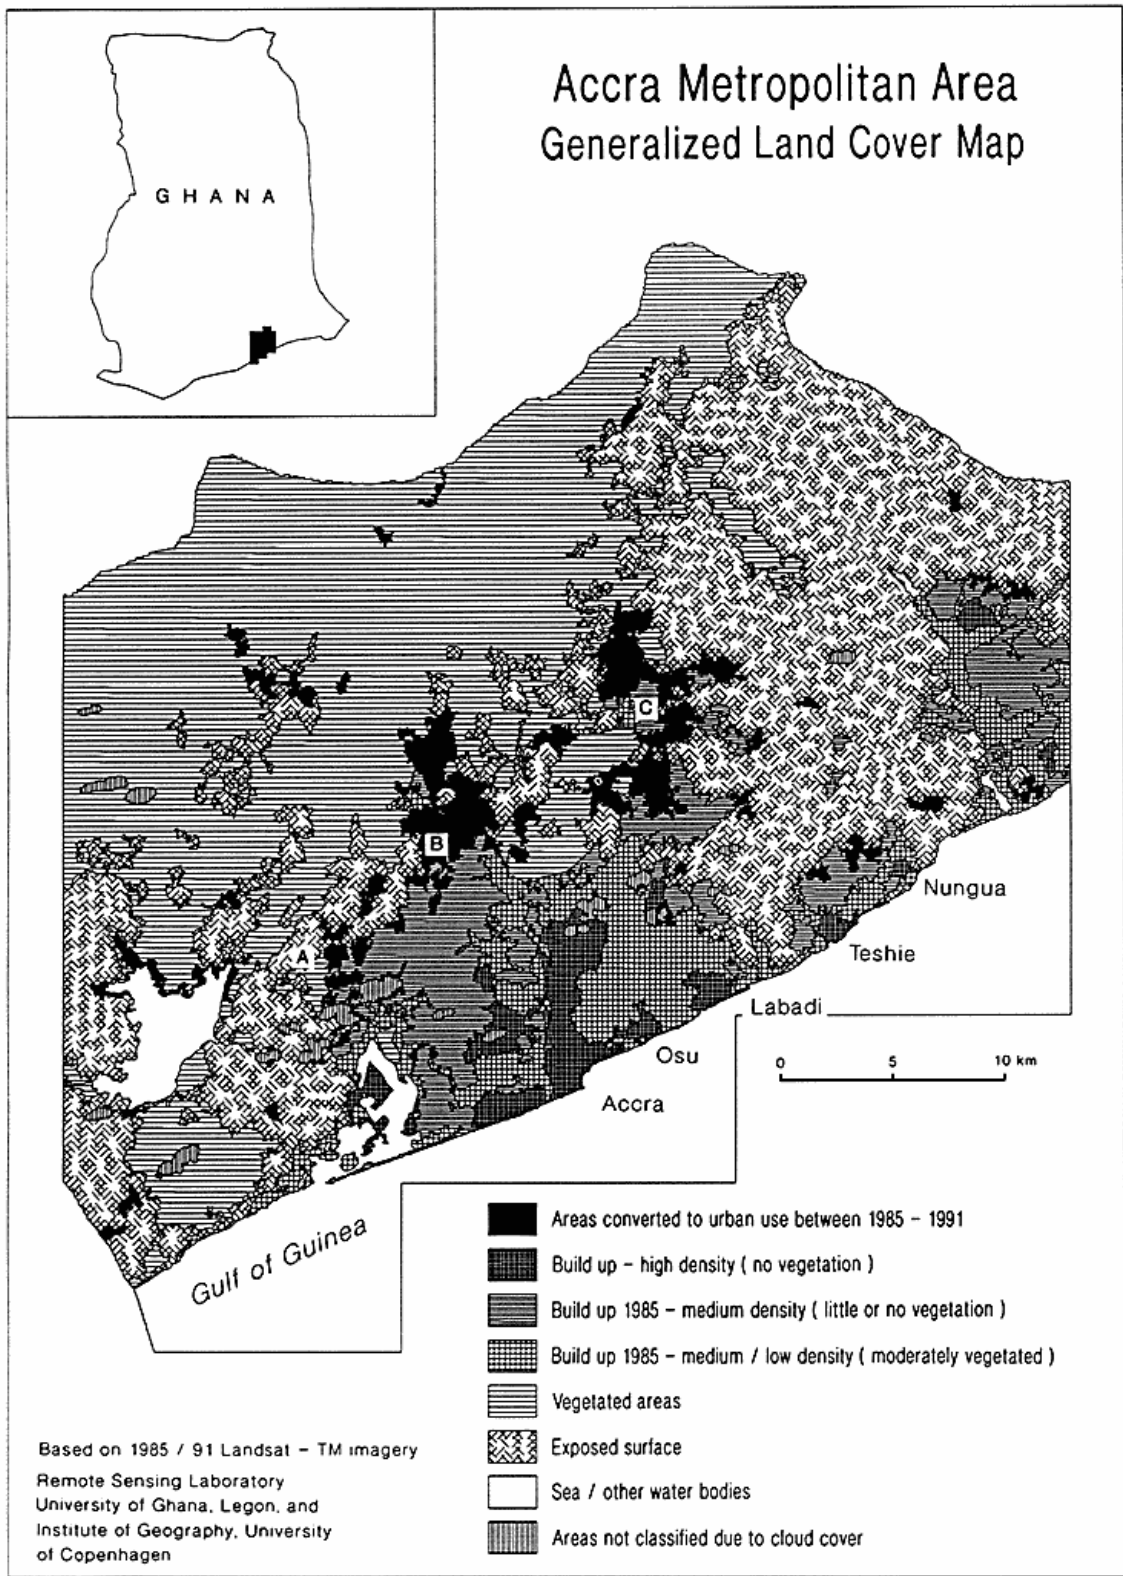 Accra Metropolitan Area
Generalized Land Cover Map
GHANA
C
B
A
Nungua
Teshie
Labadi
Osu
Accra
0 5 10 km
Gulf of Guinea
Areas converted to urban use between 1985 - 1991
Build up - high density ( no vegetation )
Build up 1985 - medium density ( little or no vegetation )
Build up 1985 - medium / low density ( moderately vegetated )
Vegetated areas
Exposed surface
Sea / other water bodies
Areas not classified due to cloud cover
Based on 1985 / 91 Landsat - TM imagery
Remote Sensing Laboratory
University of Ghana, Legon, and
Institute of Geography, University
of Copenhagen